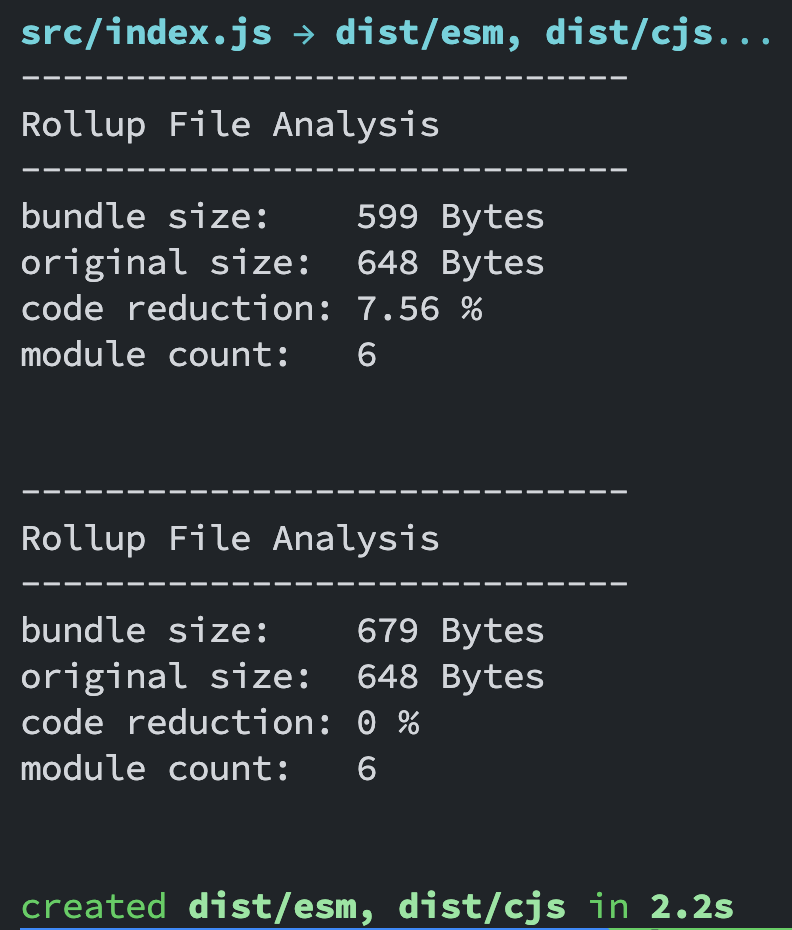 src/index.js → dist/esm, dist/cjs...
-----------------------------
Rollup File Analysis
-----------------------------
bundle size:    599 Bytes
original size:  648 Bytes
code reduction: 7.56 %
module count:   6
-----------------------------
Rollup File Analysis
-----------------------------
bundle size:    679 Bytes
original size:  648 Bytes
code reduction: 0 %
module count:   6
created dist/esm, dist/cjs in 2.2s